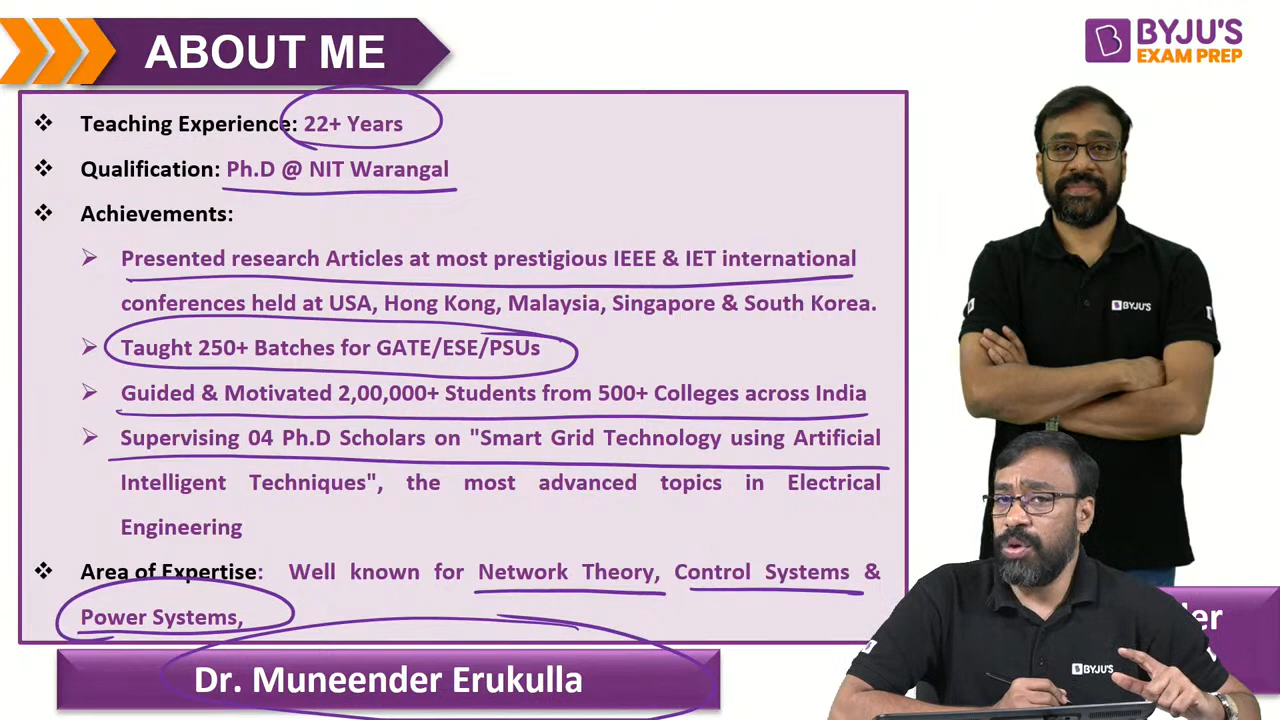 ABOUT ME
BYJU'S
EXAM PREP
❖ Teaching Experience: 22+ Years
❖ Qualification: Ph.D @ NIT Warangal
❖ Achievements:
➢ Presented research Articles at most prestigious IEEE & IET international
conferences held at USA, Hong Kong, Malaysia, Singapore & South Korea.
➢ Taught 250+ Batches for GATE/ESE/PSUs
➢ Guided & Motivated 2,00,000+ Students from 500+ Colleges across India
➢ Supervising 04 Ph.D Scholars on "Smart Grid Technology using Artificial
Intelligent Techniques", the most advanced topics in Electrical
Engineering
❖ Area of Expertise: Well known for Network Theory, Control Systems &
Power Systems,
Dr. Muneender Erukulla
BYJU'S
BYJU'S